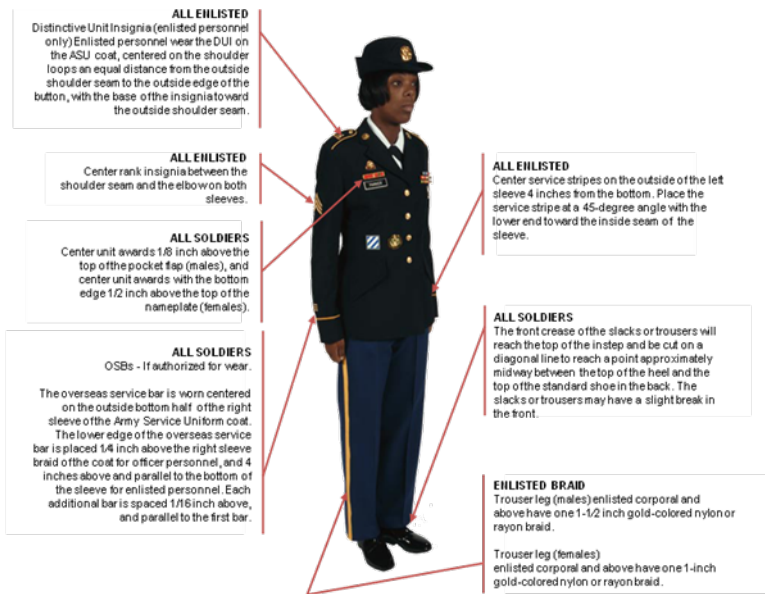 ALL ENLISTED
Distinctive Unit Insignia (enlisted personnel
only) Enlisted personnel wear the DUI on
the ASU coat, centered on the shoulder
loops an equal distance from the outside
shoulder seam to the outside edge of the
button, with the base of the insignia toward
the outside shoulder seam.
ALL ENLISTED
Center rank insignia between the
shoulder seam and the elbow on both
sleeves.
ALL SOLDIERS
Center unit awards 1/8 inch above the
top of the pocket flap (males), and
center unit awards with the bottom
edge 1/2 inch above the top of the
nameplate (females).
ALL SOLDIERS
OSBs - If authorized for wear.
The overseas service bar is worn centered
on the outside bottom half of the right
sleeve of the Army Service Uniform coat.
The lower edge of the overseas service
bar is placed 1/4 inch above the right sleeve
braid of the coat for officer personnel, and 4
inches above and parallel to the bottom of
the sleeve for enlisted personnel. Each
additional bar is spaced 1/16 inch above,
and parallel to the first bar.
ALL ENLISTED
Center service stripes on the outside of the left
sleeve 4 inches from the bottom. Place the
service stripe at a 45-degree angle with the
lower end toward the inside seam of the
sleeve.
ALL SOLDIERS
The front crease of the slacks or trousers will
reach the top of the instep and be cut on a
diagonal line to reach a point approximately
midway between the top of the heel and the
top of the standard shoe in the back. The
slacks or trousers may have a slight break in
the front.
ENLISTED BRAID
Trouser leg (males) enlisted corporal and
above have one 1-1/2 inch gold-colored nylon or
rayon braid.
Trouser leg (females)
enlisted corporal and above have one 1-inch
gold-colored nylon or rayon braid.